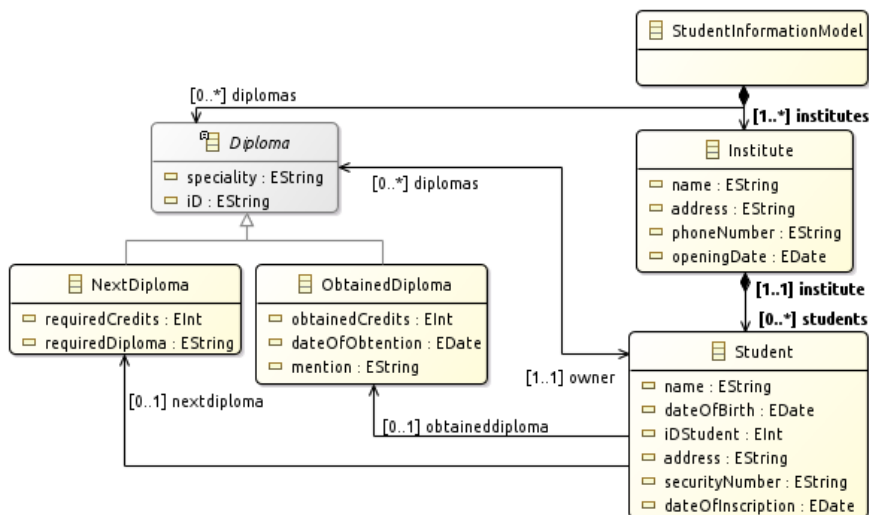 StudentInformationModel
[0..*] diplomas
[1..*] institutes
Diploma
speciality : EString
iD : EString
[0..*] diplomas
Institute
name : EString
address : EString
phoneNumber : EString
openingDate : EDate
NextDiploma
requiredCredits : EInt
requiredDiploma : EString
ObtainedDiploma
obtainedCredits : EInt
dateOfObtention : EDate
mention : EString
[1..1] institute
[0..*] students
[1..1] owner
[0..1] nextdiploma
[0..1] obtaineddiploma
Student
name : EString
dateOfBirth : EDate
iDStudent : EInt
address : EString
securityNumber : EString
dateOfInscription : EDate